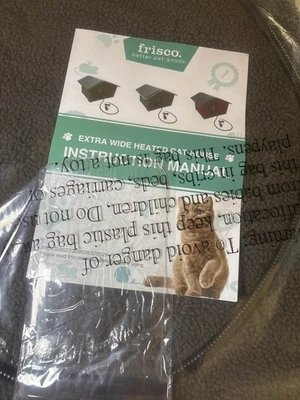 frisco.
better pet goods
EXTRA WIDE HEATED CAT HOUSE
INSTRUCTION MANUAL
Warning: To avoid danger of
suffocation, keep this plastic bag away
from babies and children. Do not use
this bag in cribs, beds, carriages or
playpens. This bag is not a toy.